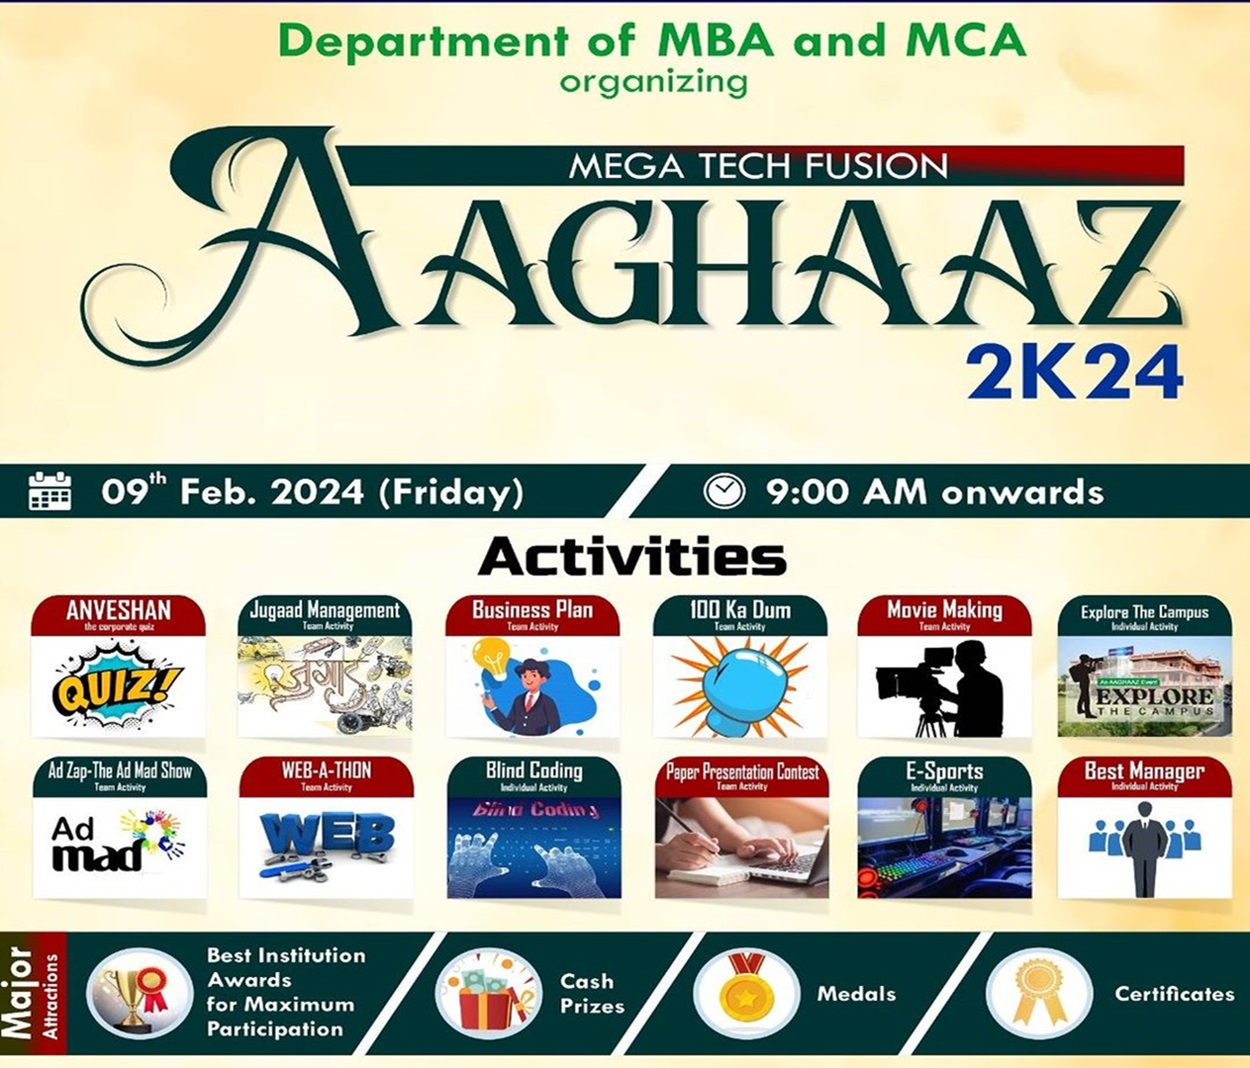 Department of MBA and MCA
organizing
MEGA TECH FUSION
AAGHAAZ
2K24
09th Feb. 2024 (Friday)
9:00 AM onwards
Activities
ANVESHAN
the corporate quiz
QUIZ!
Jugaad Management
Team Activity
जुगाड़
Business Plan
Team Activity
100 Ka Dum
Team Activity
Movie Making
Team Activity
Explore The Campus
Individual Activity
An AAGHAAZ Event
EXPLORE
THE CAMPUS
Ad Zap-The Ad Mad Show
Team Activity
Ad
mad
WEB-A-THON
Team Activity
WEB
Blind Coding
Individual Activity
Blind Coding
Paper Presentation Contest
Team Activity
E-Sports
Individual Activity
Best Manager
Individual Activity
Major
Attractions
Best Institution
Awards
for Maximum
Participation
Cash
Prizes
Medals
Certificates